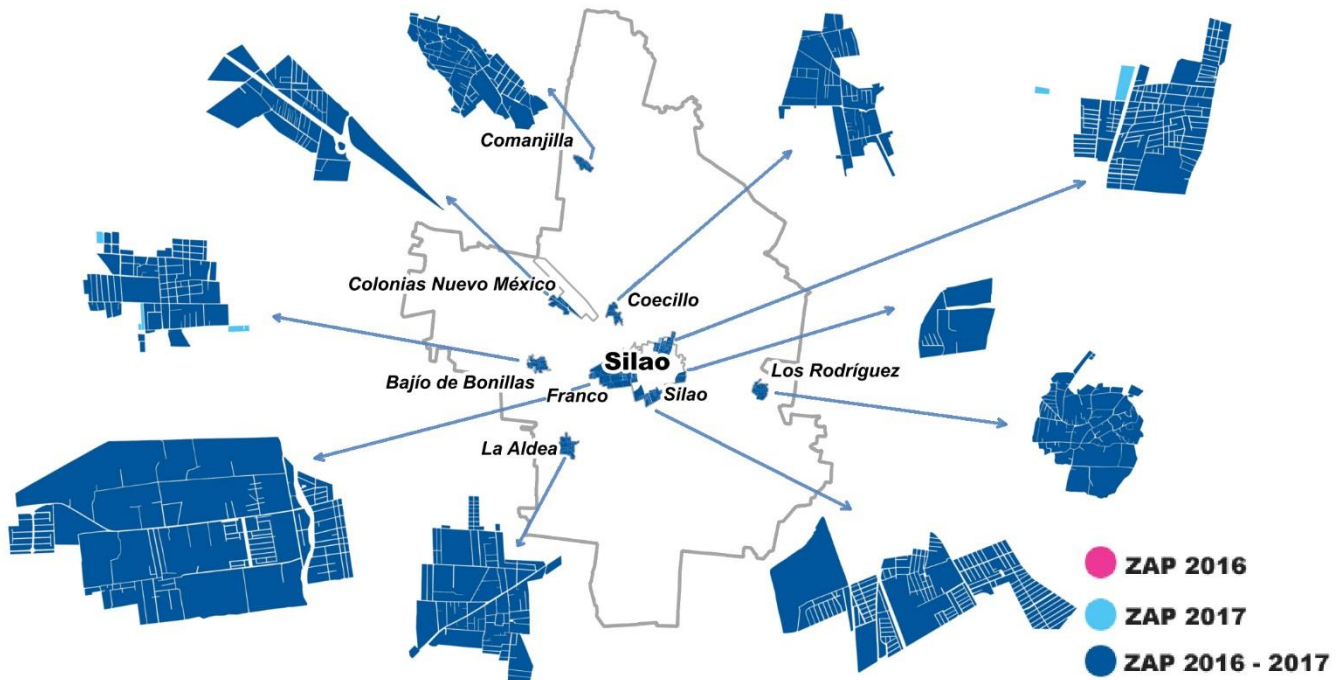 Comanjilla
Colonias Nuevo México
Coecillo
Silao
Los Rodríguez
Bajío de Bonillas
Franco
Silao
La Aldea
ZAP 2016
ZAP 2017
ZAP 2016 - 2017